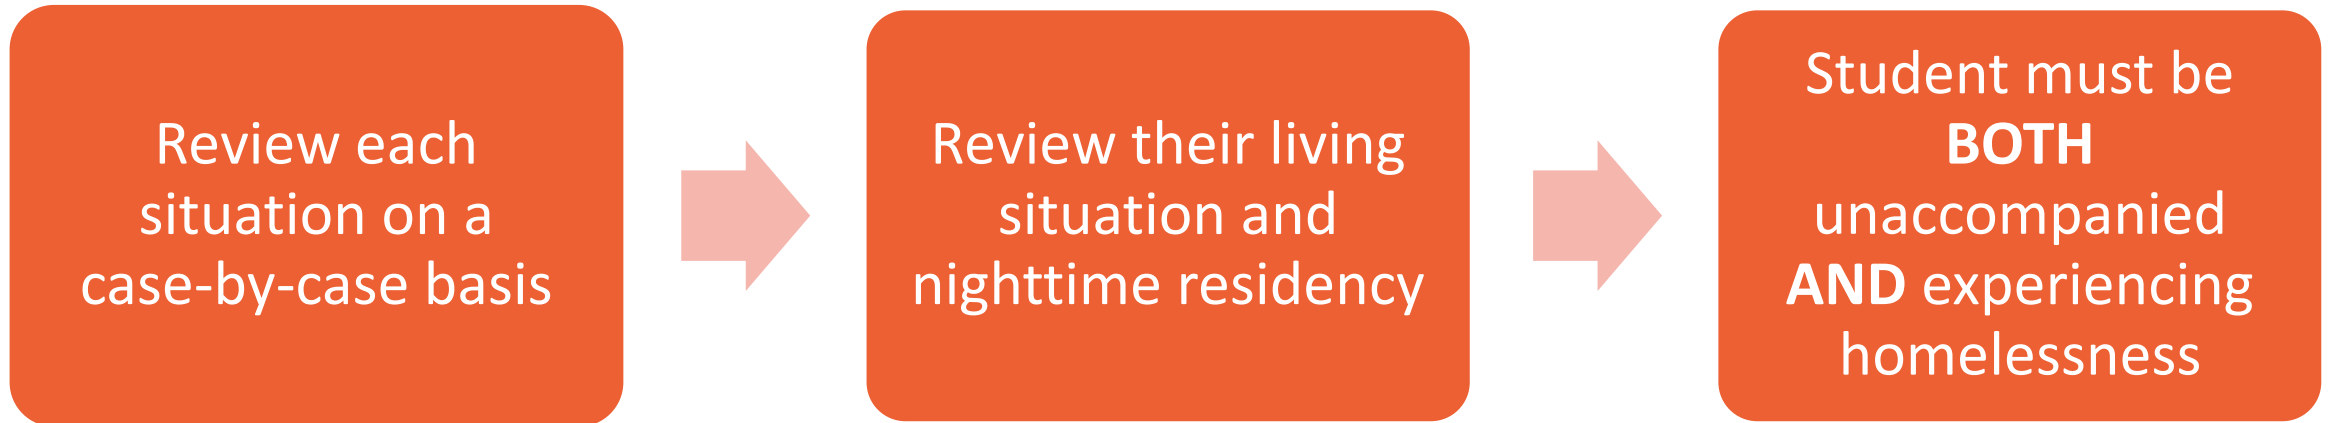 Review each
situation on a
case-by-case basis
Review their living
situation and
nighttime residency
Student must be
BOTH
unaccompanied
AND experiencing
homelessness